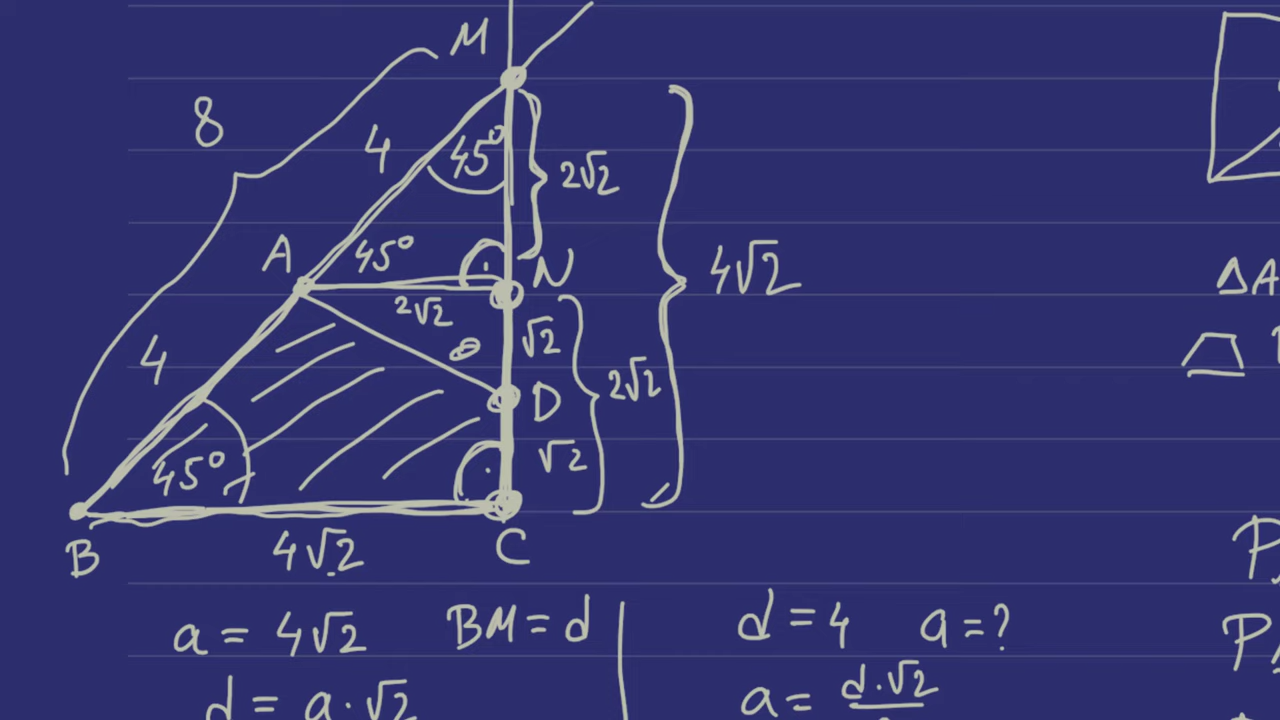 M
8
4
45°
2√2
A
45°
N
4√2
ΔA
2√2
4
√2
2√2
D
45°
√2
B
4√2
C
a = 4√2
BM = d
d = 4
a = ?
d = a · √2
a = d · √2